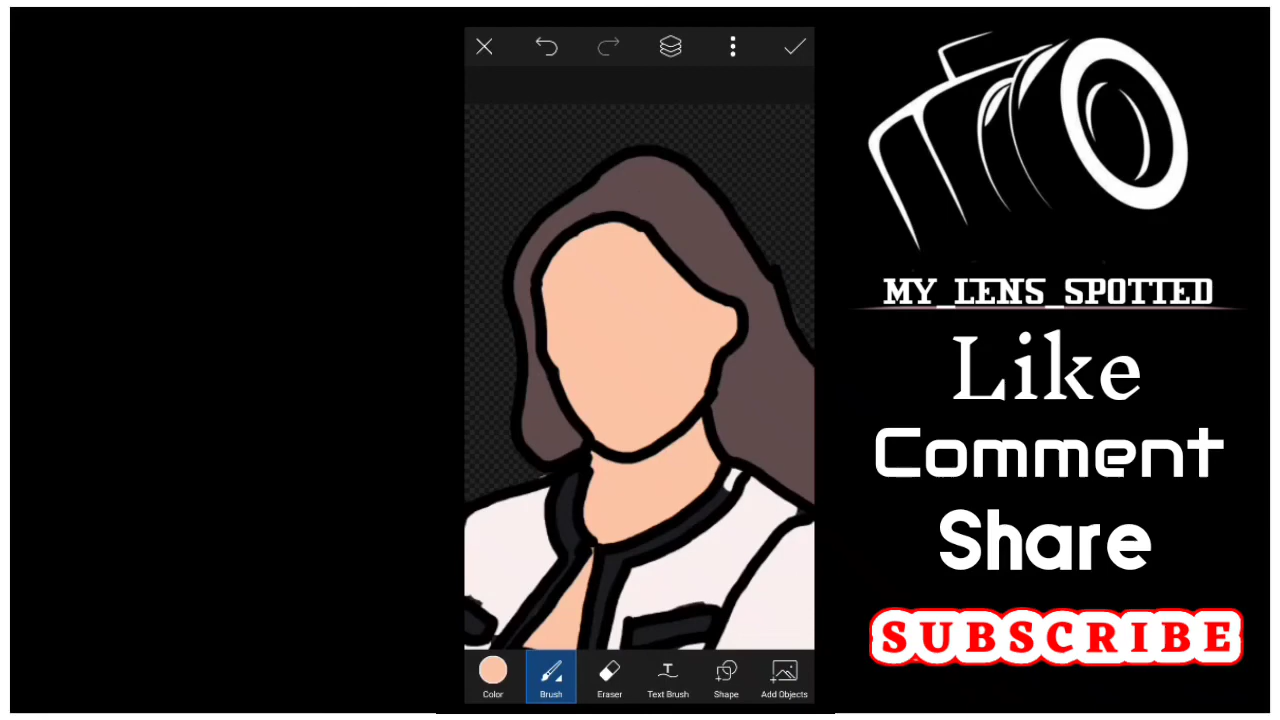 MY_LENS_SPOTTED
Like
Comment
Share
SUBSCRIBE
Color
Brush
Eraser
Text Brush
Shape
Add Objects